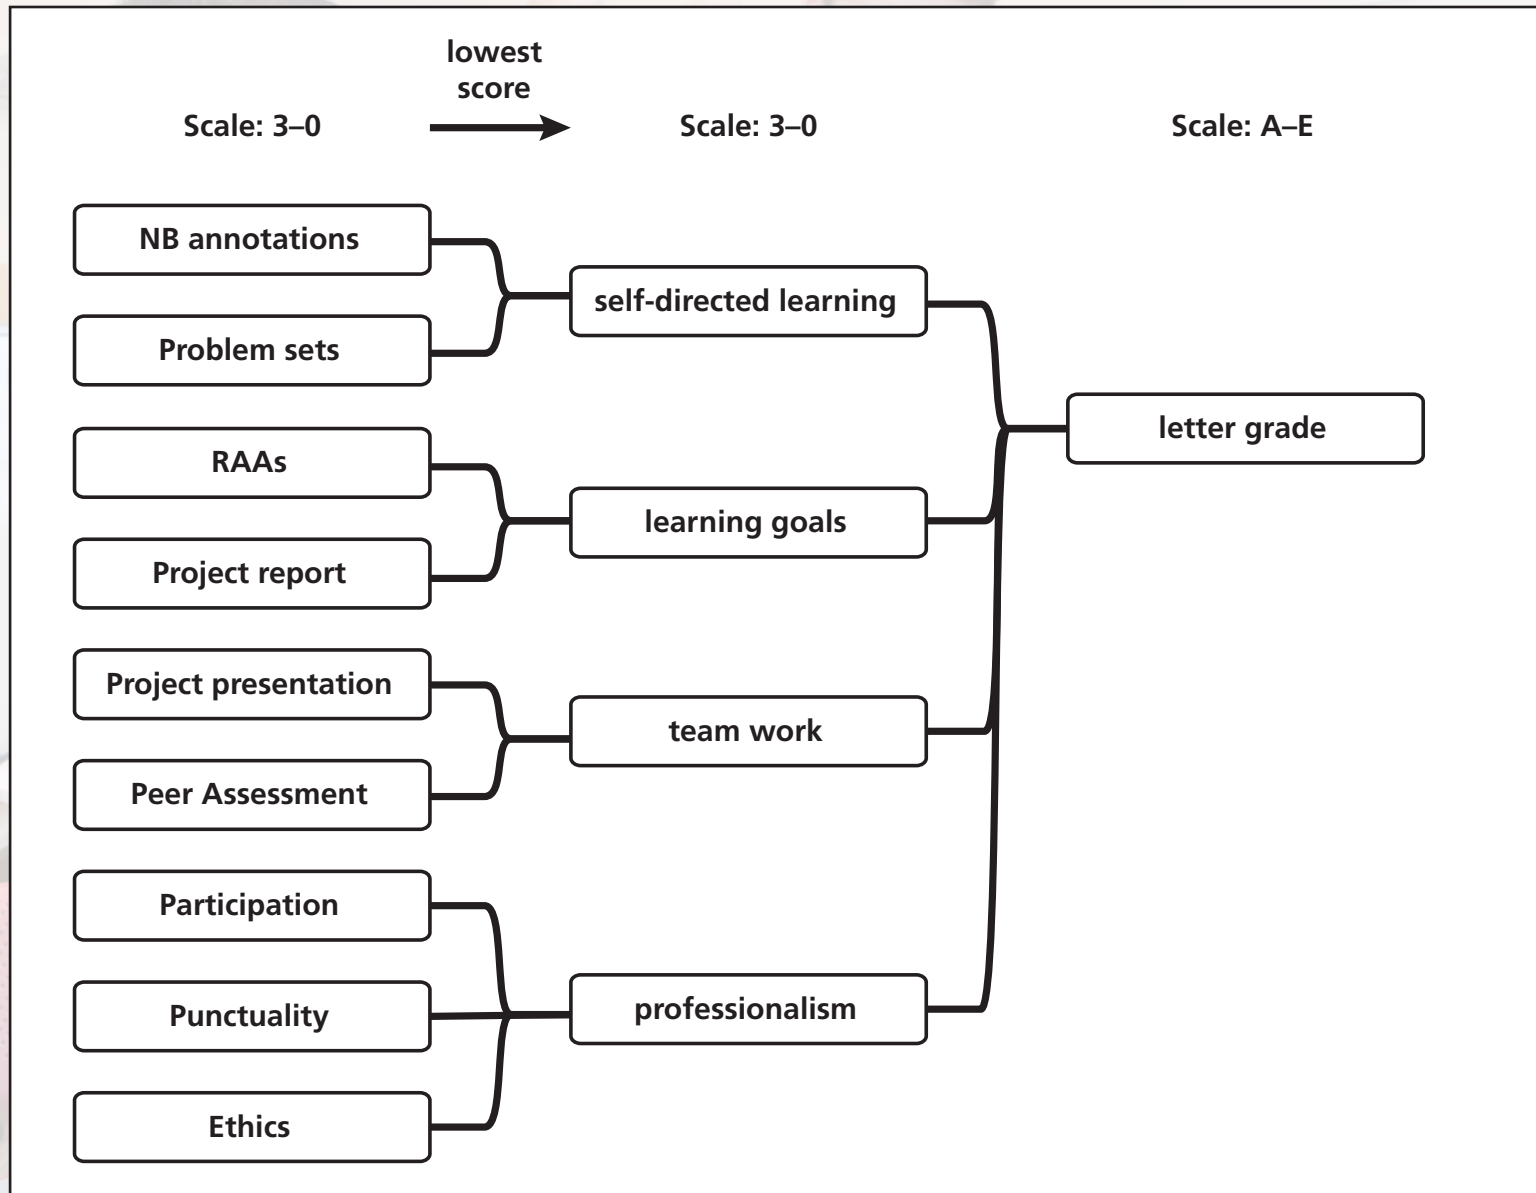 lowest
score
Scale: 3–0
Scale: 3–0
Scale: A–E
NB annotations
Problem sets
RAAs
Project report
Project presentation
Peer Assessment
Participation
Punctuality
Ethics
self-directed learning
learning goals
team work
professionalism
letter grade